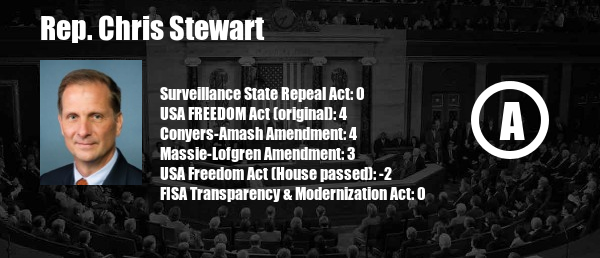 Rep. Chris Stewart
Surveillance State Repeal Act: 0
USA FREEDOM Act (original): 4
Conyers-Amash Amendment: 4
Massie-Lofgren Amendment: 3
USA Freedom Act (House passed): -2
FISA Transparency & Modernization Act: 0
A